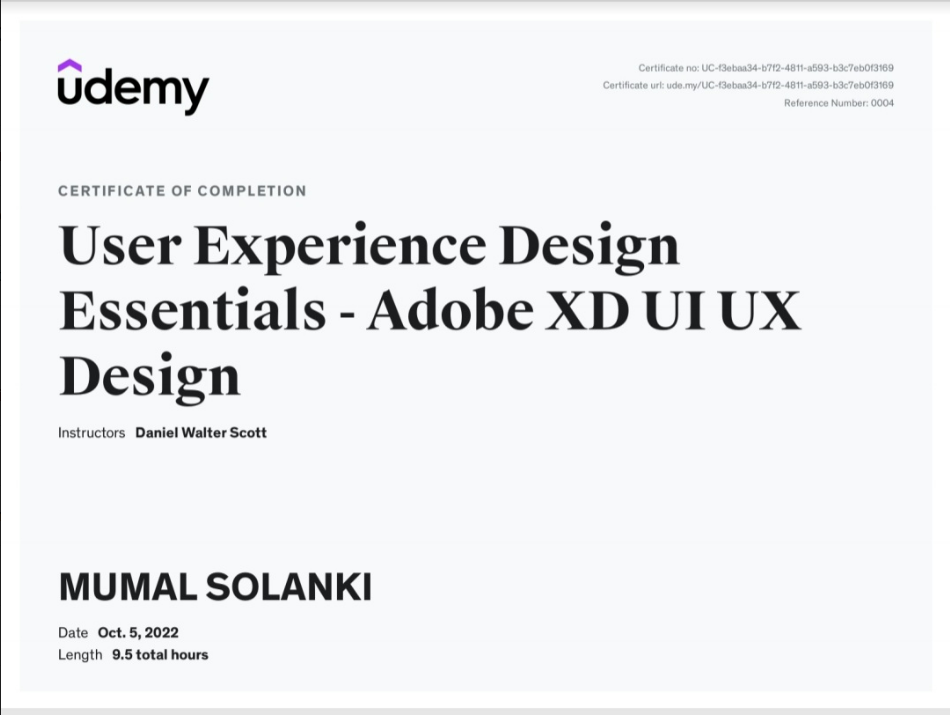 udemy
Certificate no: UC-f3ebaa34-b7f2-4811-a593-b3c7eb0f3169
Certificate url: ude.my/UC-f3ebaa34-b7f2-4811-a593-b3c7eb0f3169
Reference Number: 0004
CERTIFICATE OF COMPLETION
User Experience Design
Essentials - Adobe XD UI UX
Design
Instructors Daniel Walter Scott
MUMAL SOLANKI
Date Oct. 5, 2022
Length 9.5 total hours